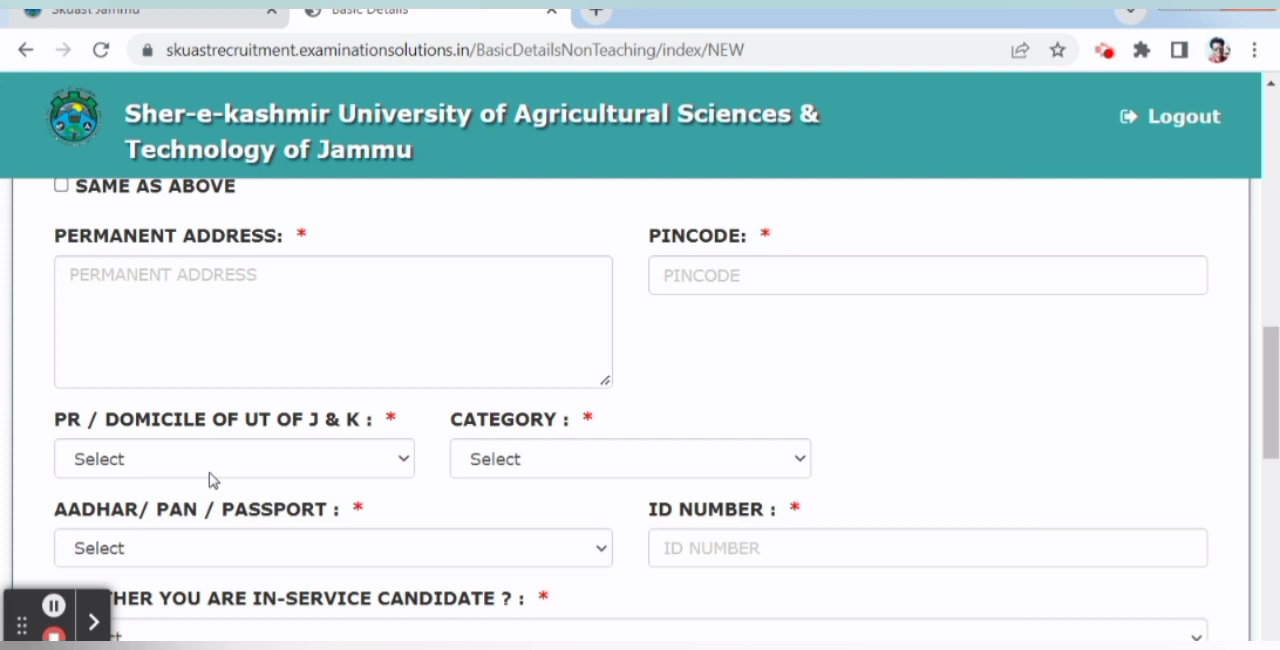 Skuast Jammu
Basic Details
skuastrecruitment.examinationsolutions.in/BasicDetailsNonTeaching/index/NEW
Sher-e-kashmir University of Agricultural Sciences &
Technology of Jammu
Logout
SAME AS ABOVE
PERMANENT ADDRESS: *
PINCODE: *
PERMANENT ADDRESS
PINCODE
PR / DOMICILE OF UT OF J & K : *
CATEGORY : *
Select
Select
AADHAR/ PAN / PASSPORT : *
ID NUMBER : *
Select
ID NUMBER
YOU ARE IN-SERVICE CANDIDATE ? : *